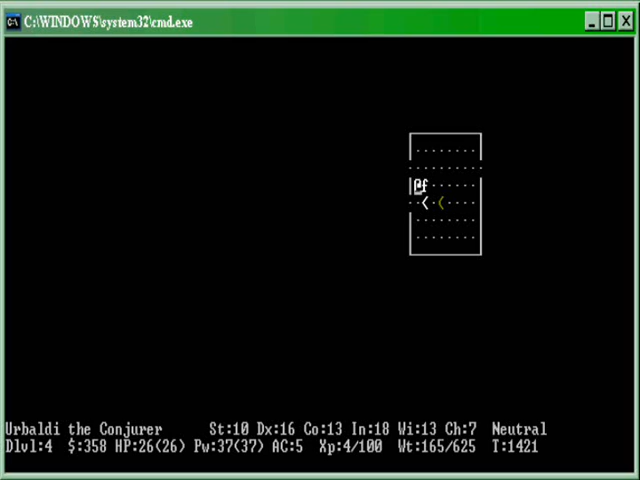 C:\WINDOWS\system32\cmd.exe
@f
<.<
Urbaldi the Conjurer St:10 Dx:16 Co:13 In:18 Wi:13 Ch:7 Neutral
Dlvl:4 $:358 HP:26(26) Pw:37(37) AC:5 Xp:4/100 Wt:165/625 T:1421